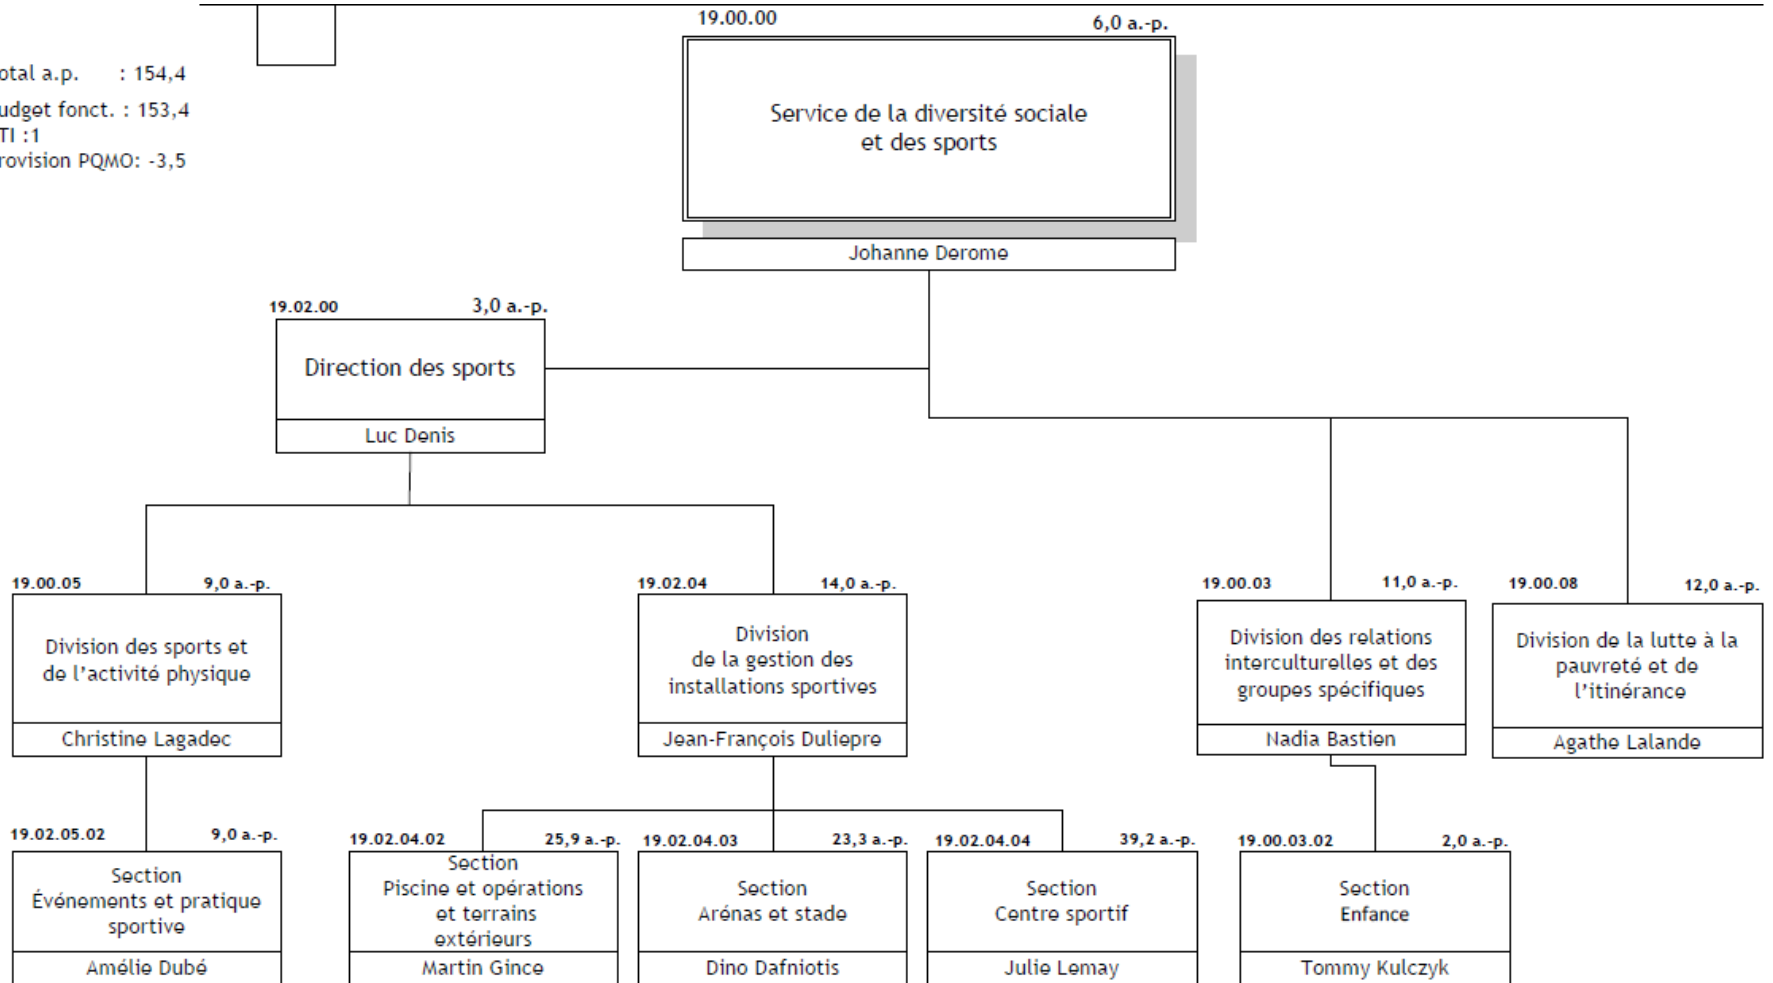 19.00.00
6,0 a.-p.
otal a.p. : 154,4
udget fonct. : 153,4
TI :1
rovision PQMO: -3,5
Service de la diversité sociale
et des sports
Johanne Derome
19.02.00
3,0 a.-p.
Direction des sports
Luc Denis
19.00.05
9,0 a.-p.
Division des sports et
de l’activité physique
Christine Lagadec
19.02.04
14,0 a.-p.
Division
de la gestion des
installations sportives
Jean-François Duliepre
19.00.03
11,0 a.-p.
Division des relations
interculturelles et des
groupes spécifiques
Nadia Bastien
19.00.08
12,0 a.-p.
Division de la lutte à la
pauvreté et de
l’itinérance
Agathe Lalande
19.02.05.02
9,0 a.-p.
Section
Événements et pratique
sportive
Amélie Dubé
19.02.04.02
25,9 a.-p.
Section
Piscine et opérations
et terrains
extérieurs
Martin Gince
19.02.04.03
23,3 a.-p.
Section
Arénas et stade
Dino Dafniotis
19.02.04.04
39,2 a.-p.
Section
Centre sportif
Julie Lemay
19.00.03.02
2,0 a.-p.
Section
Enfance
Tommy Kulczyk